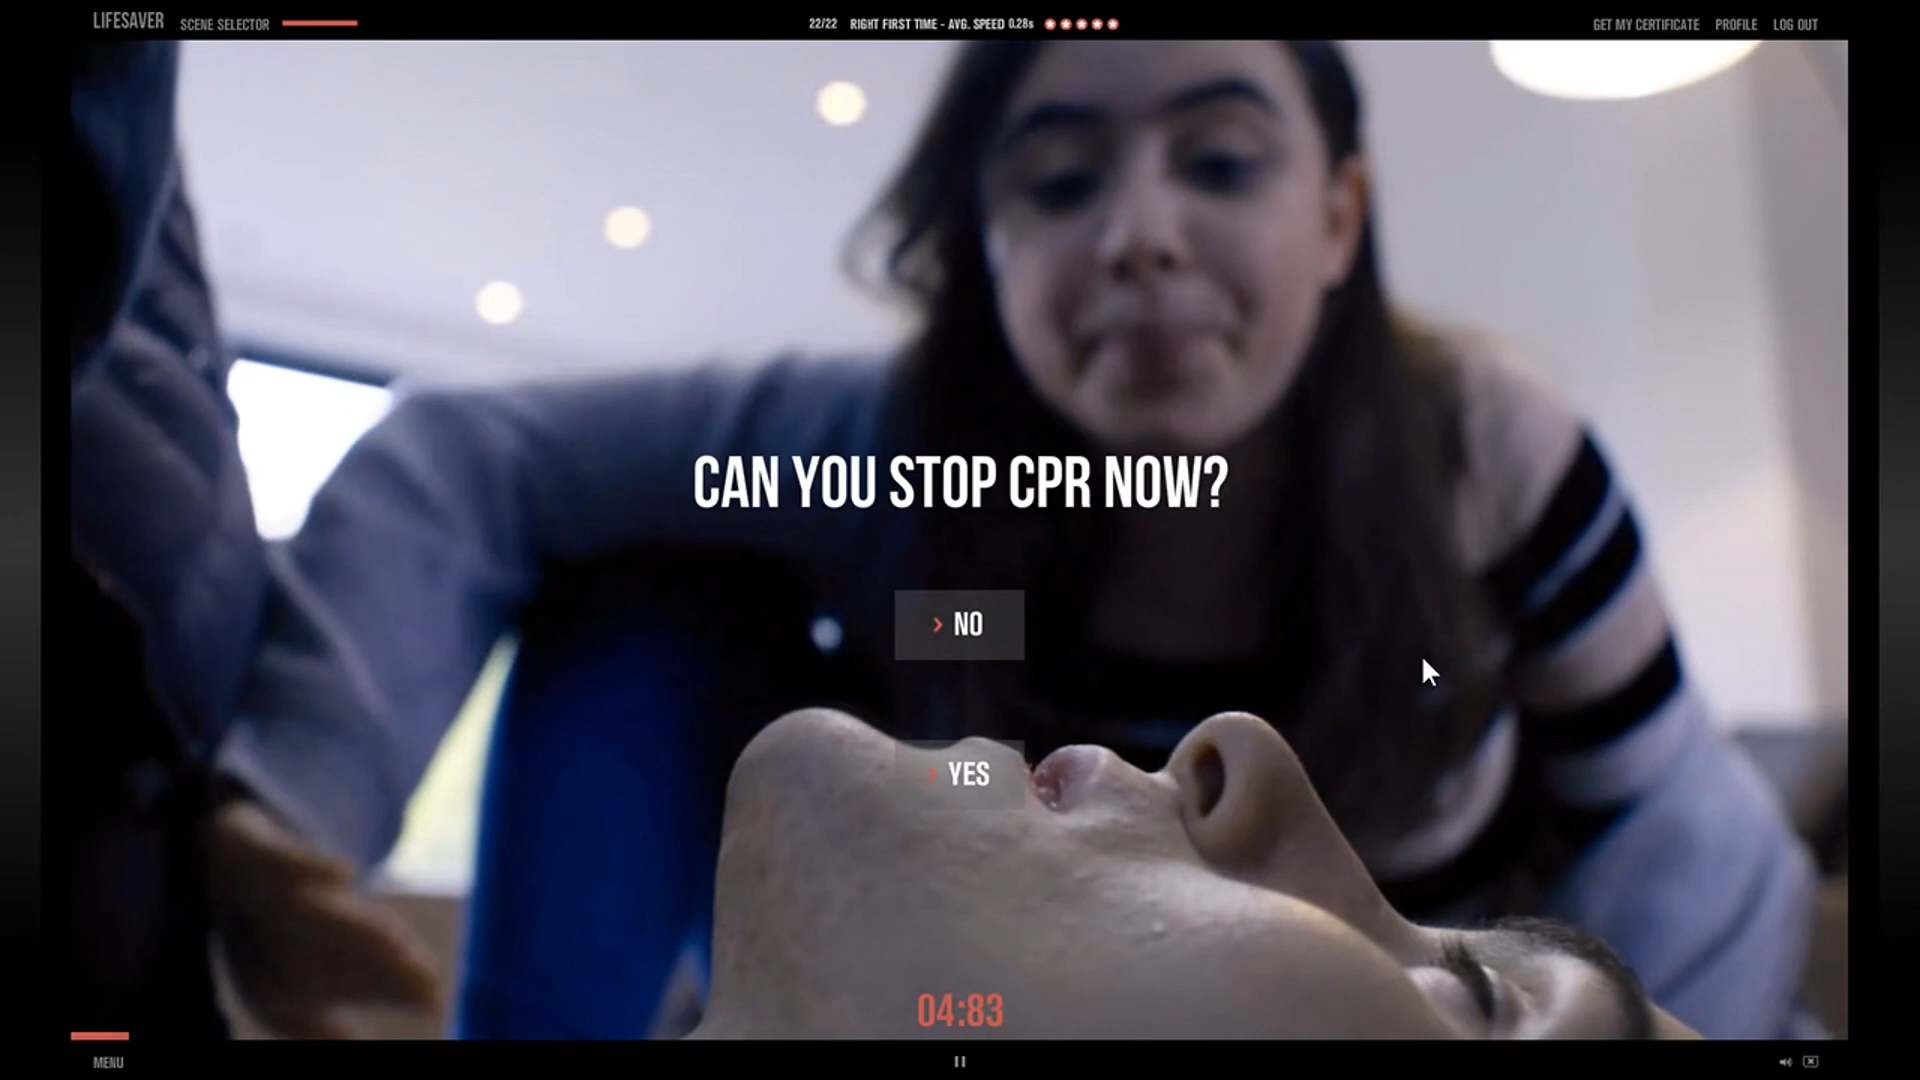 LIFESAVER SCENE SELECTOR 22/22 RIGHT FIRST TIME - AVG. SPEED 0.28s GET MY CERTIFICATE PROFILE LOG OUT
CAN YOU STOP CPR NOW?
› NO
› YES
04:83
MENU